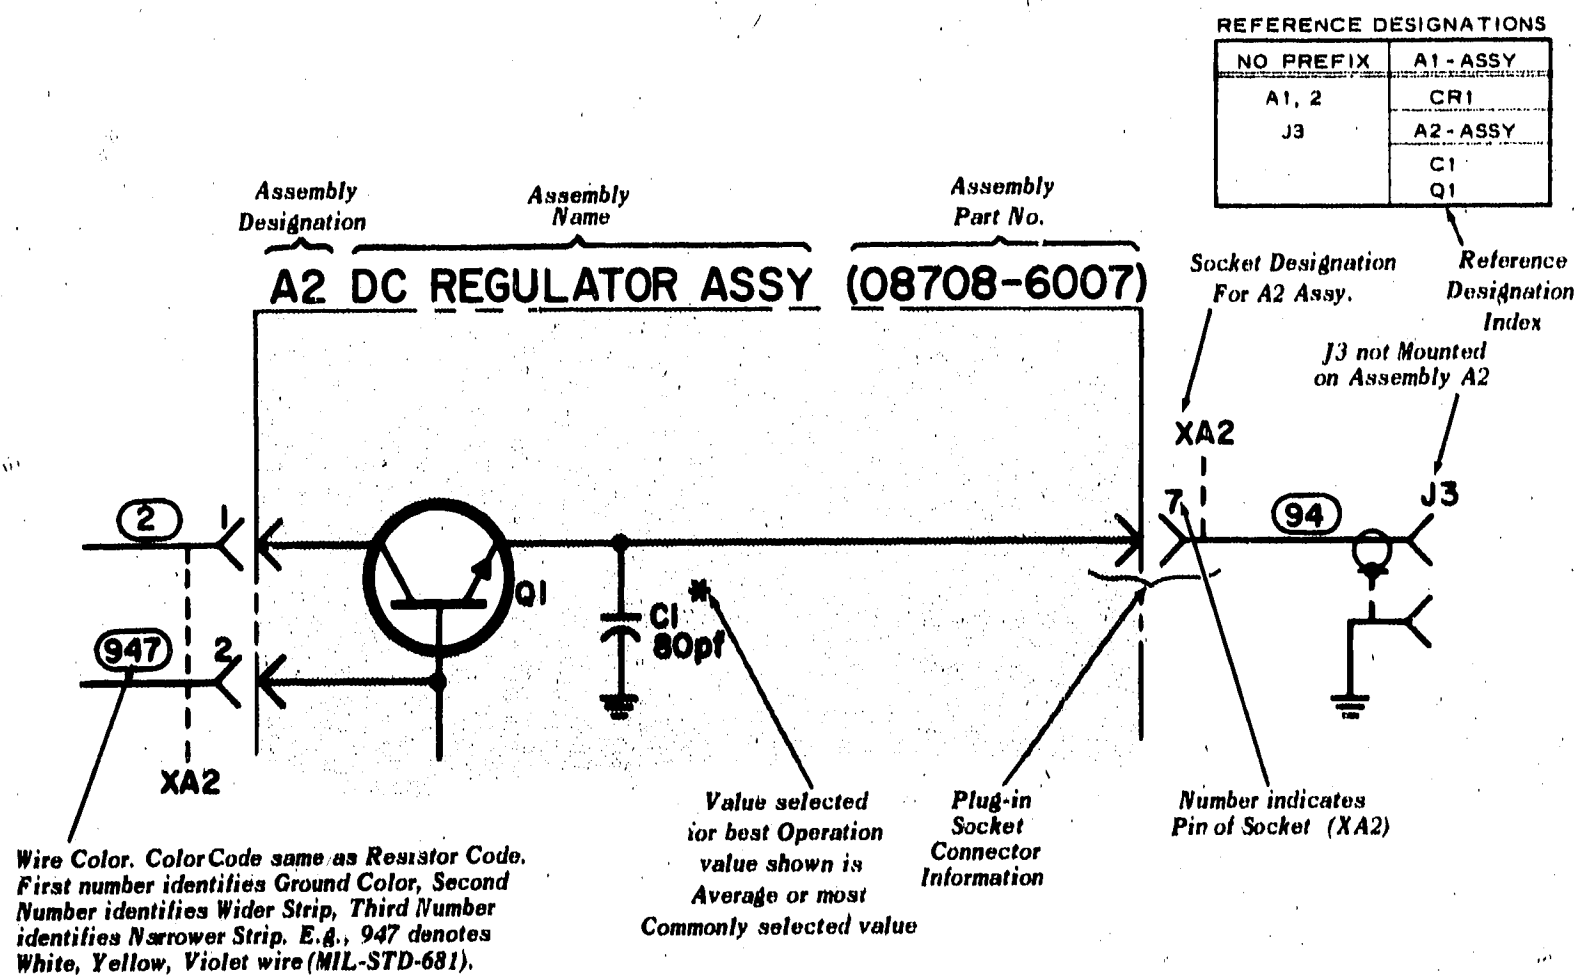 REFERENCE DESIGNATIONS
NO PREFIX A1-ASSY
A1, 2 CR1
J3 A2-ASSY
C1
Q1
Assembly
Designation
Assembly
Name
Assembly
Part No.
A2 DC REGULATOR ASSY (08708-6007)
Socket Designation
For A2 Assy.
Reference
Designation
Index
J3 not Mounted
on Assembly A2
XA2
2 1
7
94
J3
Q1
*
C1
80pf
947 2
XA2
Value selected
for best Operation
value shown is
Average or most
Commonly selected value
Plug-in
Socket
Connector
Information
Number indicates
Pin of Socket (XA2)
Wire Color. Color Code same as Resistor Code.
First number identifies Ground Color, Second
Number identifies Wider Strip, Third Number
identifies Narrower Strip. E.g., 947 denotes
White, Yellow, Violet wire (MIL-STD-681).